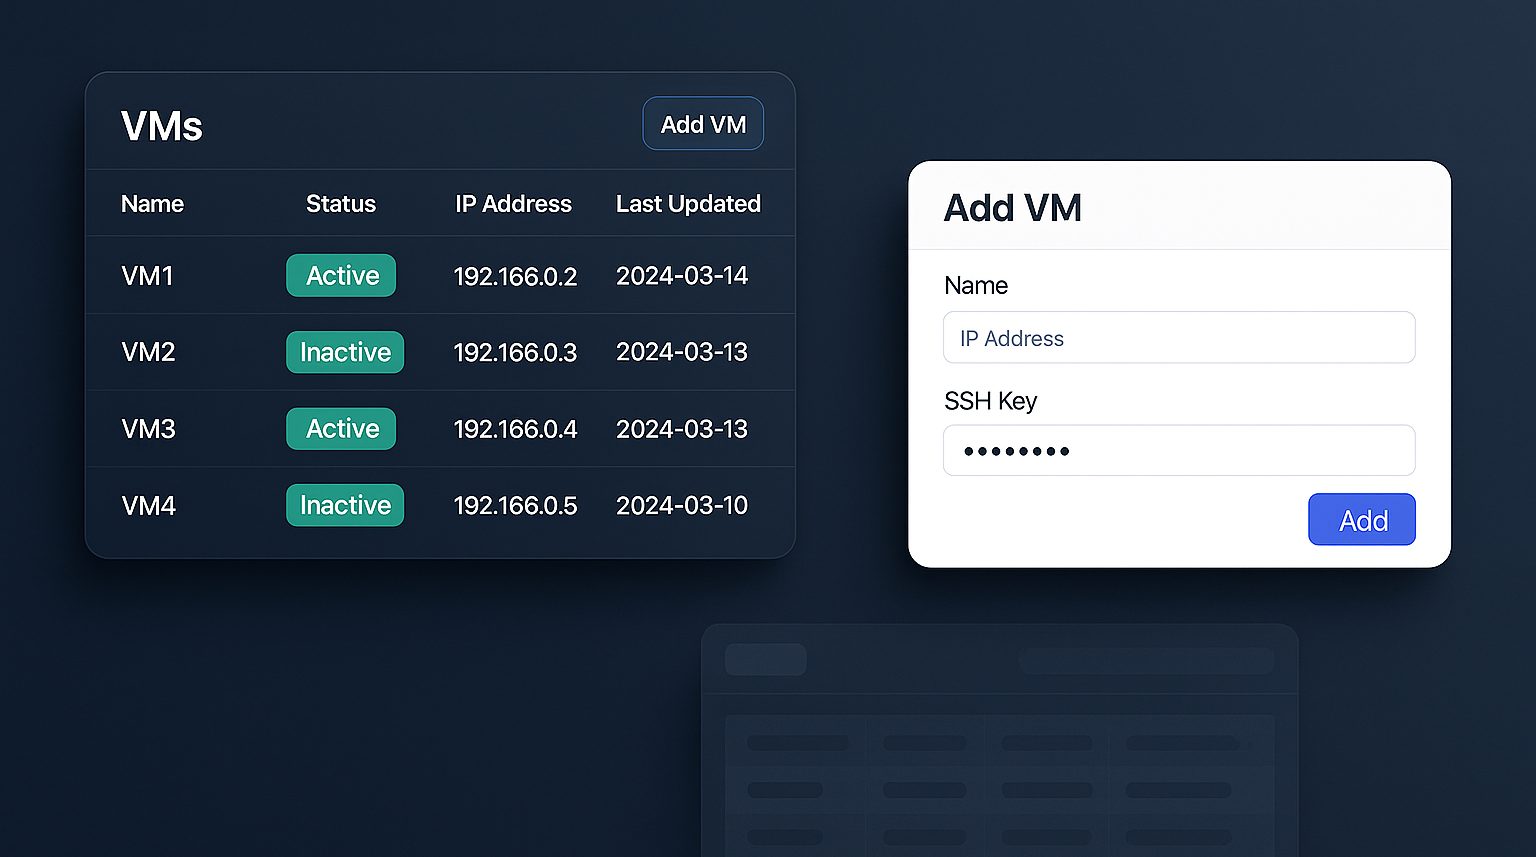 VMs
Add VM
Name Status IP Address Last Updated
VM1 Active 192.166.0.2 2024-03-14
VM2 Inactive 192.166.0.3 2024-03-13
VM3 Active 192.166.0.4 2024-03-13
VM4 Inactive 192.166.0.5 2024-03-10
Add VM
Name
IP Address
SSH Key
••••••••
Add